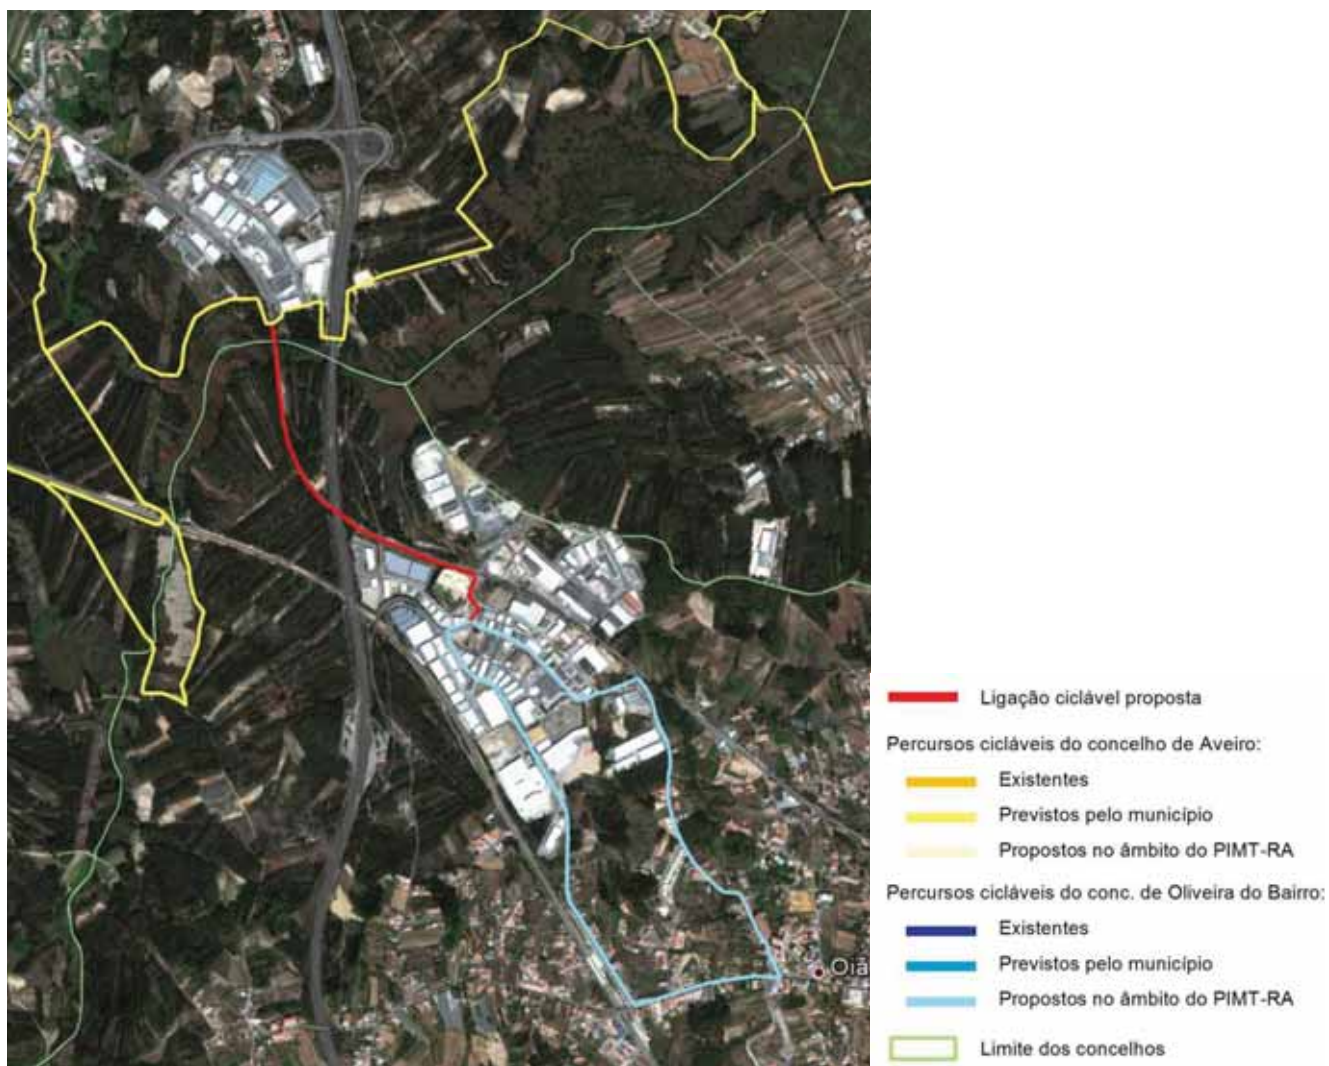 Oiã
Ligação ciclável proposta
Percursos cicláveis do concelho de Aveiro:
Existentes
Previstos pelo município
Propostos no âmbito do PIMT-RA
Percursos cicláveis do conc. de Oliveira do Bairro:
Existentes
Previstos pelo município
Propostos no âmbito do PIMT-RA
Limite dos concelhos